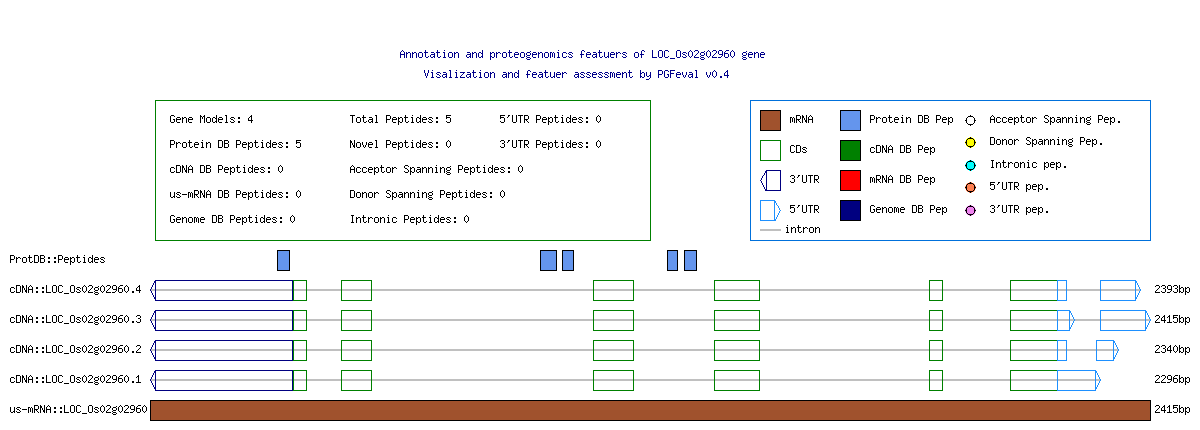 Annotation and proteogenomics featuers of LOC_Os02g02960 gene
Visalization and featuer assessment by PGFeval v0.4
Gene Models: 4 Total Peptides: 5 5'UTR Peptides: 0
Protein DB Peptides: 5 Novel Peptides: 0 3'UTR Peptides: 0
cDNA DB Peptides: 0 Acceptor Spanning Peptides: 0
us-mRNA DB Peptides: 0 Donor Spanning Peptides: 0
Genome DB Peptides: 0 Intronic Peptides: 0
mRNA Protein DB Pep Acceptor Spanning Pep.
CDs cDNA DB Pep Donor Spanning Pep.
3'UTR mRNA DB Pep Intronic pep.
5'UTR Genome DB Pep 5'UTR pep.
intron 3'UTR pep.
ProtDB::Peptides
cDNA::LOC_Os02g02960.4 2393bp
cDNA::LOC_Os02g02960.3 2415bp
cDNA::LOC_Os02g02960.2 2340bp
cDNA::LOC_Os02g02960.1 2296bp
us-mRNA::LOC_Os02g02960 2415bp